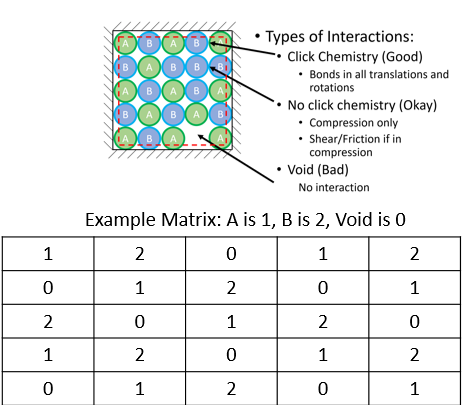 • Types of Interactions:
• Click Chemistry (Good)
• Bonds in all translations and
rotations
• No click chemistry (Okay)
• Compression only
• Shear/Friction if in
compression
• Void (Bad)
No interaction
A B A B A
B A B B B
A B A B A
B A B A B
A B A A
Example Matrix: A is 1, B is 2, Void is 0
1 2 0 1 2
0 1 2 0 1
2 0 1 2 0
1 2 0 1 2
0 1 2 0 1